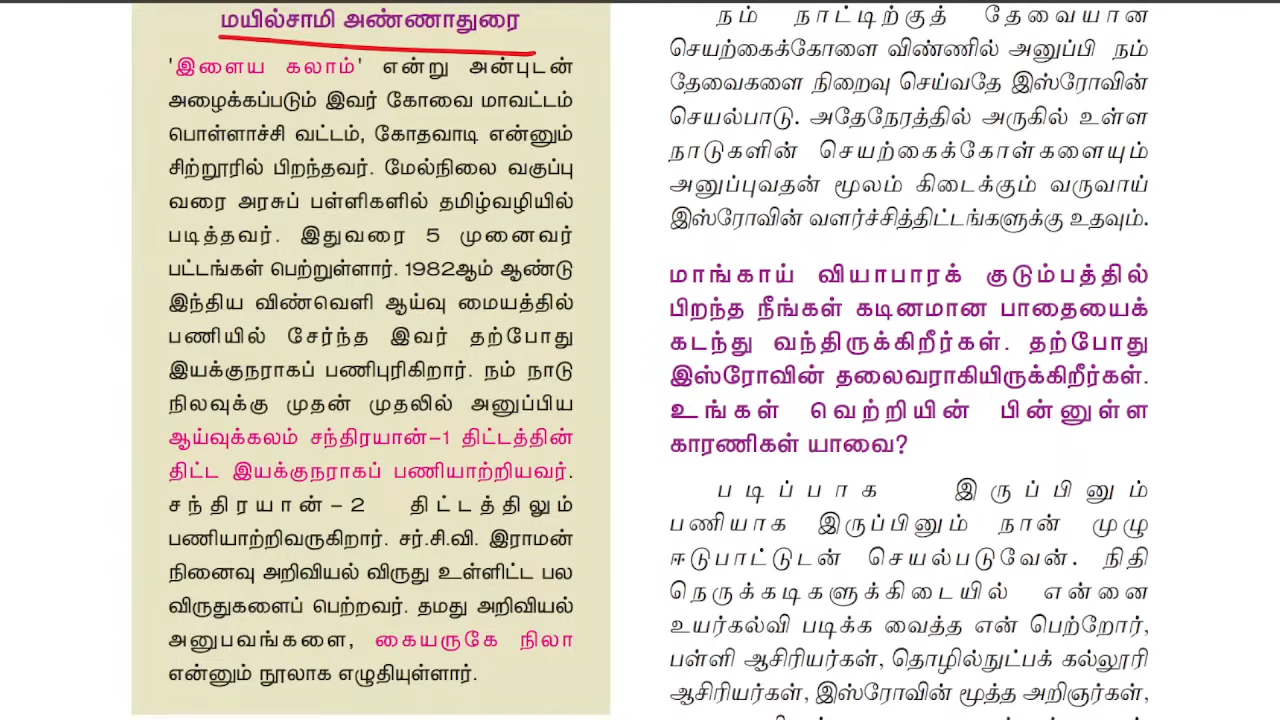 மயில்சாமி அண்ணாதுரை
'இளைய கலாம்' என்று அன்புடன்
அழைக்கப்படும் இவர் கோவை மாவட்டம்
பொள்ளாச்சி வட்டம், கோதவாடி என்னும்
சிற்றூரில் பிறந்தவர். மேல்நிலை வகுப்பு
வரை அரசுப் பள்ளிகளில் தமிழ்வழியில்
படித்தவர். இதுவரை 5 முனைவர்
பட்டங்கள் பெற்றுள்ளார். 1982ஆம் ஆண்டு
இந்திய விண்வெளி ஆய்வு மையத்தில்
பணியில் சேர்ந்த இவர் தற்போது
இயக்குநராகப் பணிபுரிகிறார். நம் நாடு
நிலவுக்கு முதன் முதலில் அனுப்பிய
ஆய்வுக்கலம் சந்திரயான்-1 திட்டத்தின்
திட்ட இயக்குநராகப் பணியாற்றியவர்.
சந்திரயான் – 2 திட்டத்திலும்
பணியாற்றிவருகிறார். சர்.சி.வி. இராமன்
நினைவு அறிவியல் விருது உள்ளிட்ட பல
விருதுகளைப் பெற்றவர். தமது அறிவியல்
அனுபவங்களை, கையருகே நிலா
என்னும் நூலாக எழுதியுள்ளார்.
நம் நாட்டிற்குத் தேவையான
செயற்கைக்கோளை விண்ணில் அனுப்பி நம்
தேவைகளை நிறைவு செய்வதே இஸ்ரோவின்
செயல்பாடு. அதேநேரத்தில் அருகில் உள்ள
நாடுகளின் செயற்கைக்கோள்களையும்
அனுப்புவதன் மூலம் கிடைக்கும் வருவாய்
இஸ்ரோவின் வளர்ச்சித்திட்டங்களுக்கு உதவும்.
மாங்காய் வியாபாரக் குடும்பத்தில்
பிறந்த நீங்கள் கடினமான பாதையைக்
கடந்து வந்திருக்கிறீர்கள். தற்போது
இஸ்ரோவின் தலைவராகியிருக்கிறீர்கள்.
உங்கள் வெற்றியின் பின்னுள்ள
காரணிகள் யாவை?
படிப்பாக இருப்பினும்
பணியாக இருப்பினும் நான் முழு
ஈடுபாட்டுடன் செயல்படுவேன். நிதி
நெருக்கடிகளுக்கிடையில் என்னை
உயர்கல்வி படிக்க வைத்த என் பெற்றோர்,
பள்ளி ஆசிரியர்கள், தொழில்நுட்பக் கல்லூரி
ஆசிரியர்கள், இஸ்ரோவின் மூத்த அறிஞர்கள்,